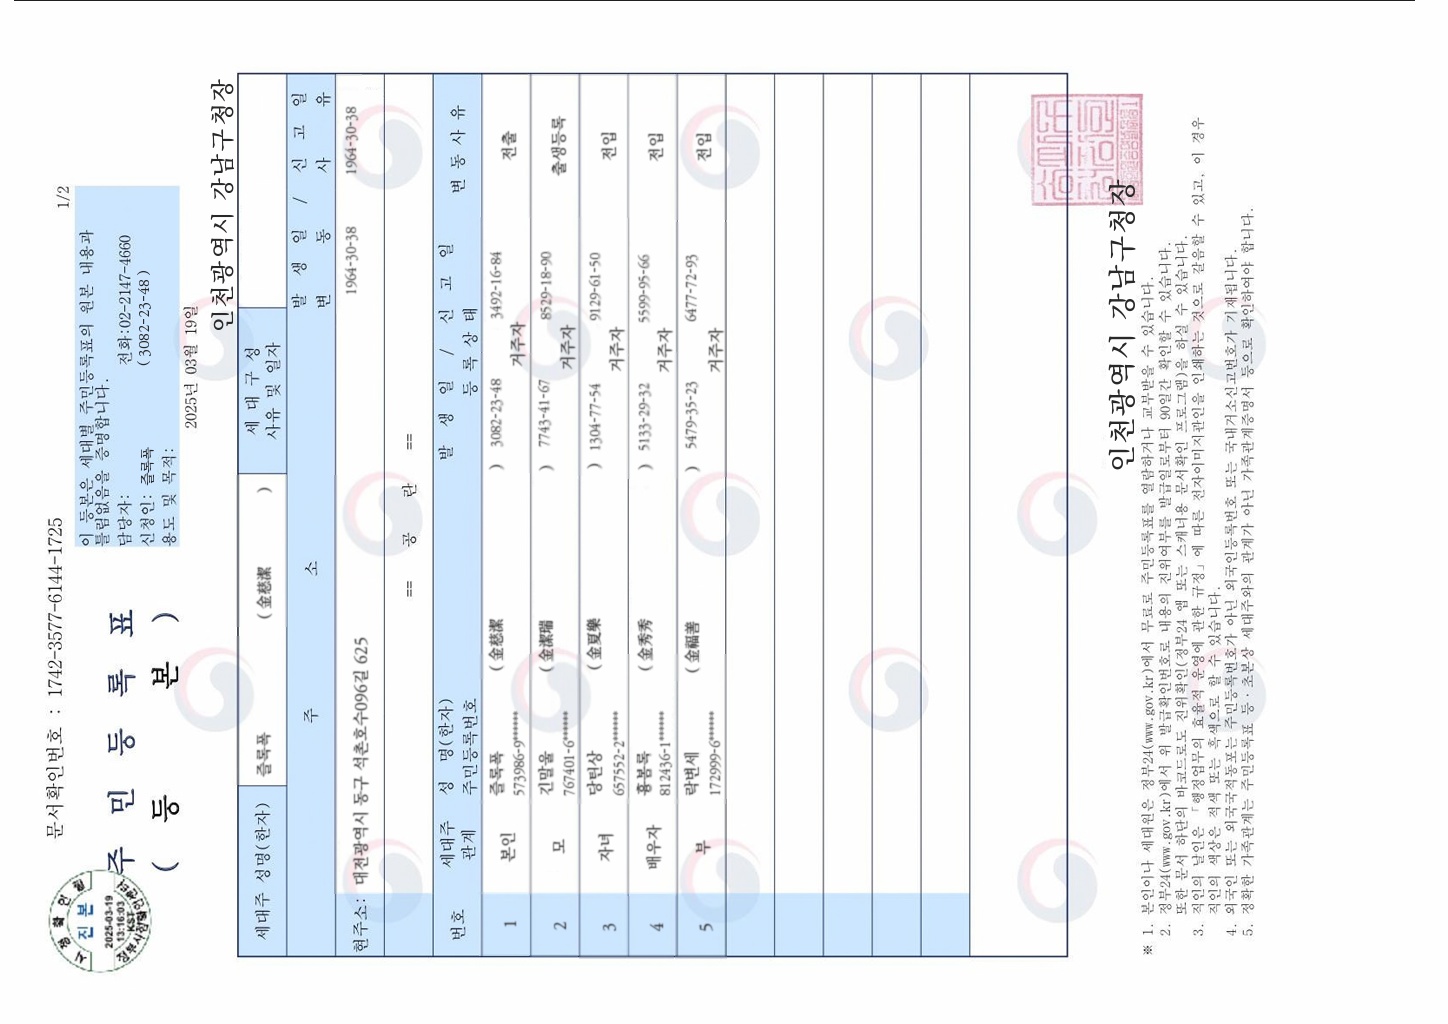 문서확인번호 : 1742-3577-6144-1725
1/2
주 민 등 록 표
( 등 본 )
이 등본은 세대별 주민등록표의 원본 내용과
틀림없음을 증명합니다.
담당자: 전화:02-2147-4660
신청인: 즐록폭 (3082-23-48)
용도 및 목적:
2025년 03월 19일
시 점 확 인 필
진 본
2025-03-19
13:16:03
KST
인천광역시 강남구청장
세대주 성명(한자) 즐록폭 (金慈潔 ) 세 대 구 성
사유 및 일자
주 소 발 생 일 / 신 고 일
변 동 사 유
현주소: 대전광역시 동구 석촌호수096길 625 1964-30-38 1964-30-38
== 공 란 ==
번호 세대주
관계 성 명(한자)
주민등록번호 발 생 일 / 신 고 일
등 록 상 태 변 동 사 유
1 본인 즐록폭 (金慈潔 ) 3082-23-48 3492-16-84 전출
573986-9****** 거주자
2 모 긴말율 (金潔瑞 ) 7743-41-67 8529-18-90 출생등록
767401-6****** 거주자
3 자녀 당틴상 (金夏樂 ) 1304-77-54 9129-61-50 전입
657552-2****** 거주자
4 배우자 흉봄록 (金秀秀 ) 5133-29-32 5599-95-66 전입
812436-1****** 거주자
5 부 락변세 (金福善 ) 5479-35-23 6477-72-93 전입
172999-6****** 거주자
인천광역시 강남구청장
※ 1. 본인이나 세대원은 정부24(www.gov.kr)에서 무료로 주민등록표를 열람하거나 교부받을 수 있습니다.
2. 정부24(www.gov.kr)에서 위 발급확인번호로 내용의 진위여부를 발급일로부터 90일간 확인할 수 있습니다.
또한 문서 하단의 바코드로도 진위확인(정부24 앱 또는 스캐너용 문서확인 프로그램)을 하실 수 있습니다.
3. 직인의 날인은 「행정업무의 효율적 운영에 관한 규정」에 따른 전자이미지관인을 인쇄하는 것으로 갈음할 수 있고, 이 경우
직인의 색상은 적색 또는 흑색으로 할 수 있습니다.
4. 외국인 또는 외국국적동포는 주민등록번호가 아닌 외국인등록번호 또는 국내거소신고번호가 기재됩니다.
5. 정확한 가족관계는 주민등록표 등·초본상 세대주와의 관계가 아닌 가족관계증명서 등으로 확인하여야 합니다.